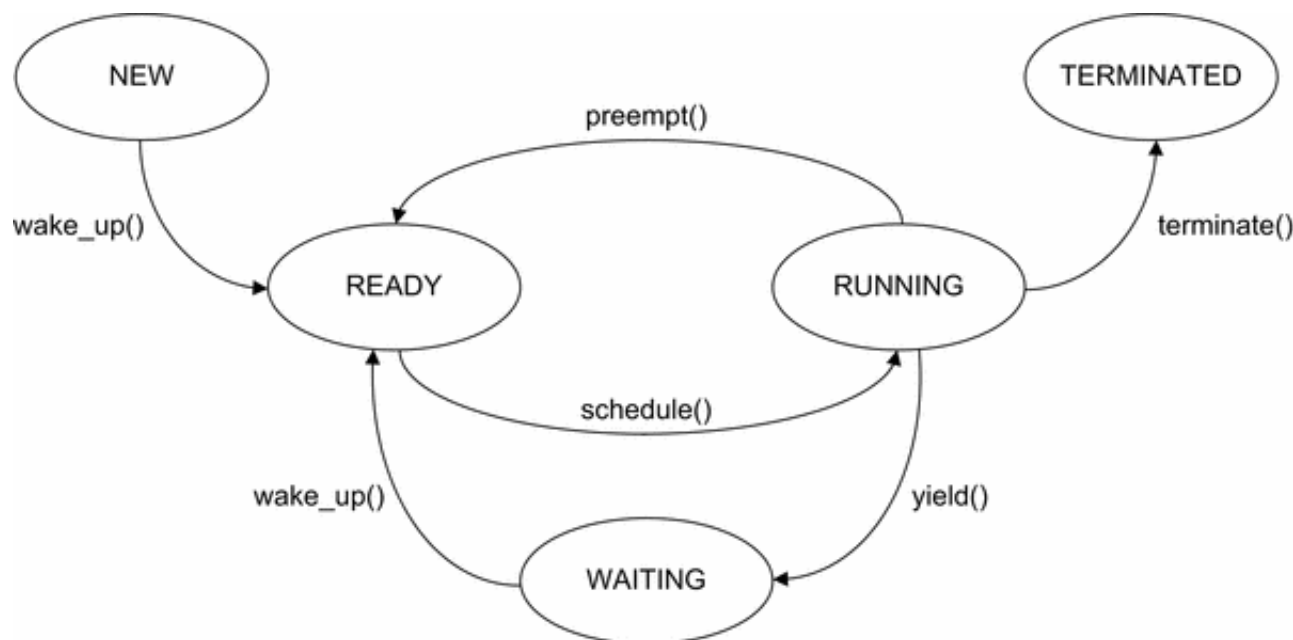 NEW
TERMINATED
preempt()
wake_up()
terminate()
READY
RUNNING
schedule()
wake_up()
yield()
WAITING